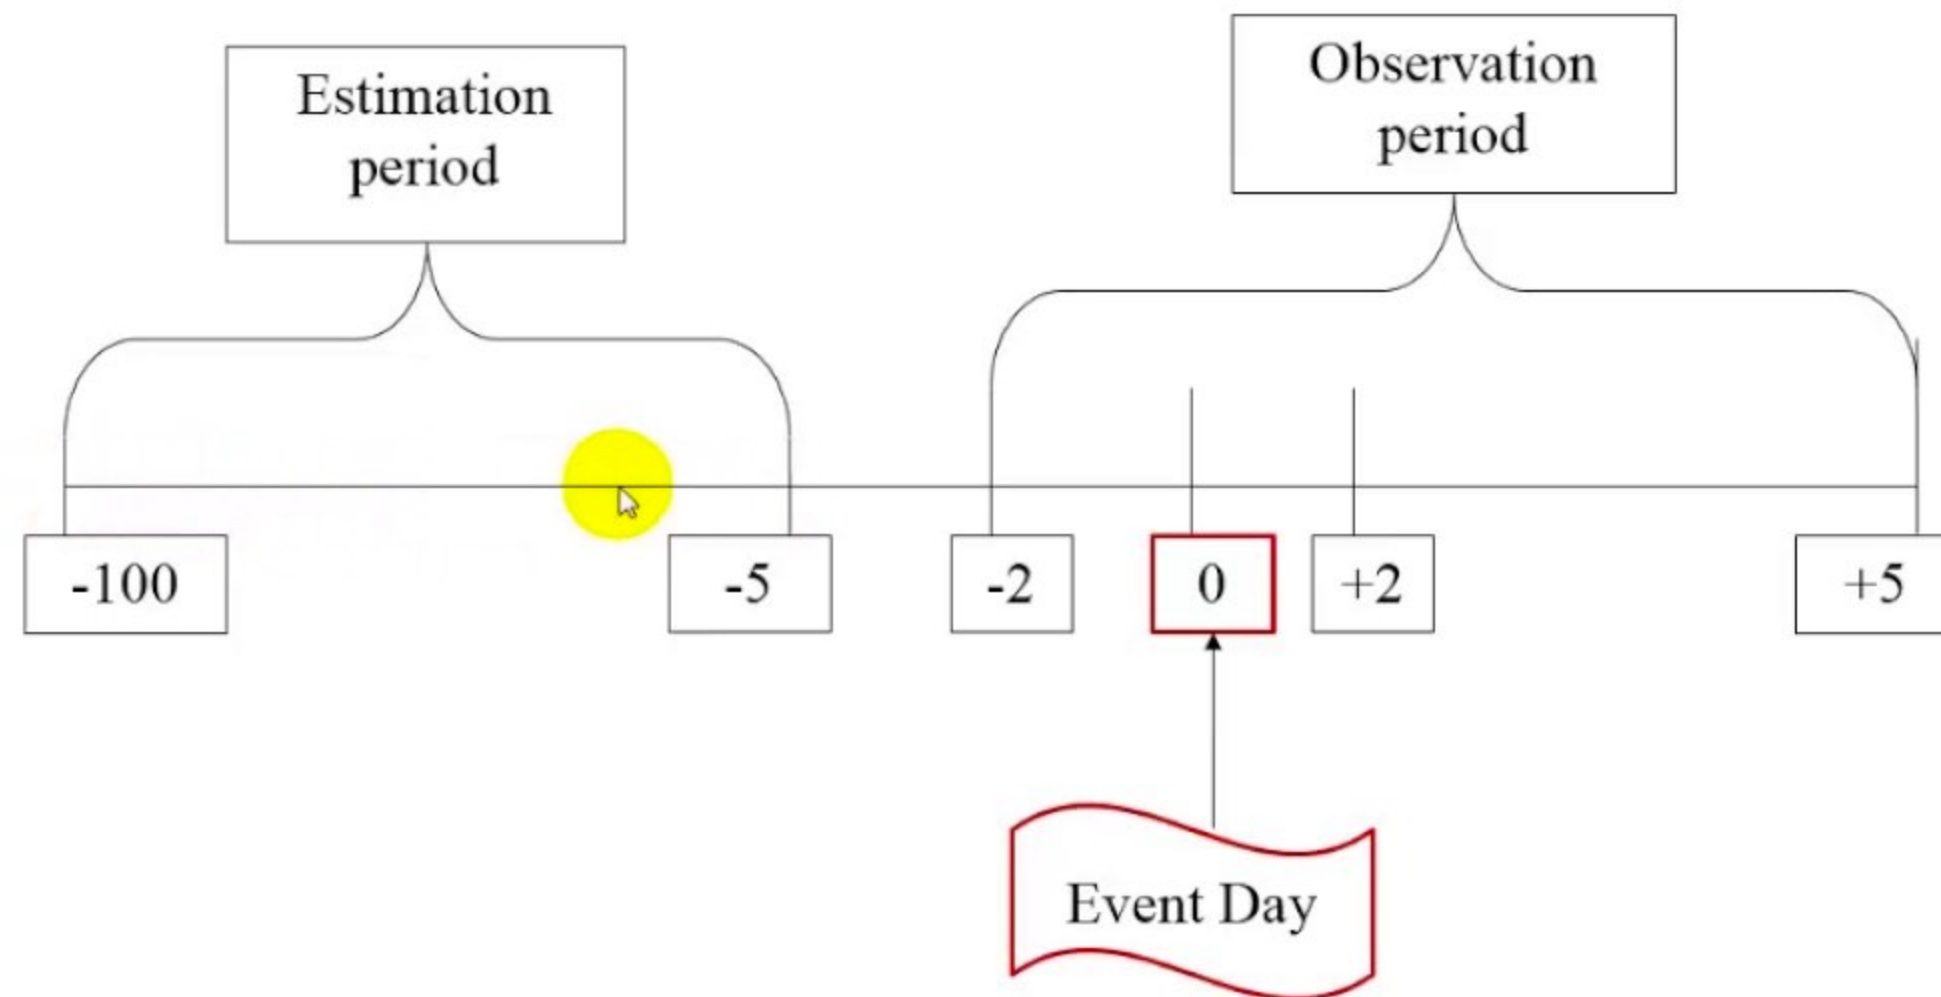 Estimation
period
Observation
period
-100
-5
-2
0
+2
+5
Event Day